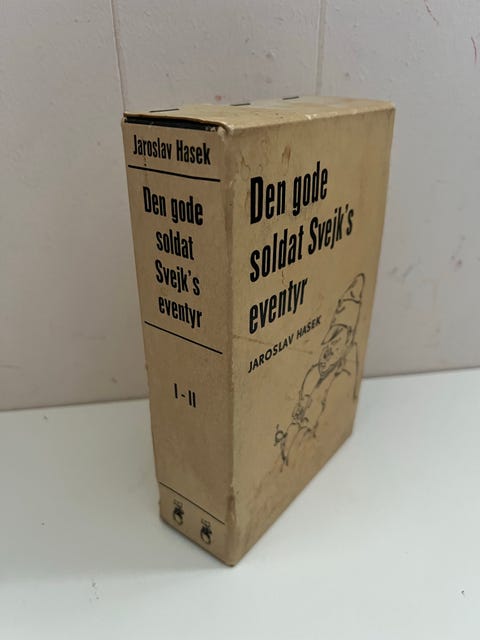 Jaroslav Hasek
Den gode
soldat
Svejk's
eventyr
I-II
Den gode
soldat Svejk's
eventyr
JAROSLAV HASEK